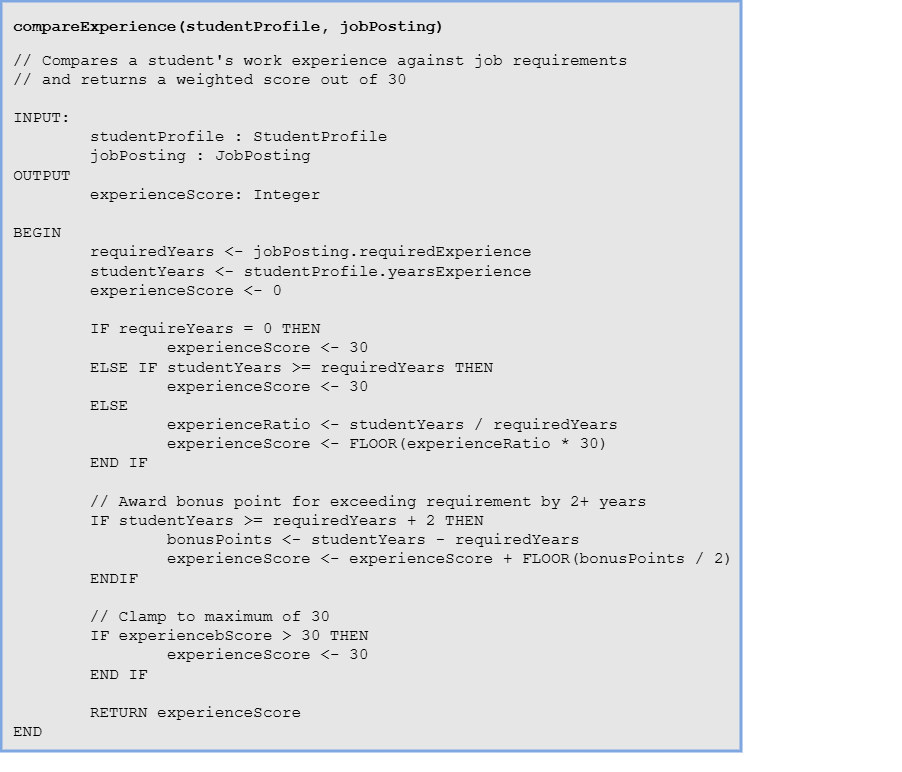 compareExperience(studentProfile, jobPosting)
// Compares a student's work experience against job requirements
// and returns a weighted score out of 30
INPUT:
studentProfile : StudentProfile
jobPosting : JobPosting
OUTPUT
experienceScore: Integer
BEGIN
requiredYears <- jobPosting.requiredExperience
studentYears <- studentProfile.yearsExperience
experienceScore <- 0
IF requireYears = 0 THEN
experienceScore <- 30
ELSE IF studentYears >= requiredYears THEN
experienceScore <- 30
ELSE
experienceRatio <- studentYears / requiredYears
experienceScore <- FLOOR(experienceRatio * 30)
END IF
// Award bonus point for exceeding requirement by 2+ years
IF studentYears >= requiredYears + 2 THEN
bonusPoints <- studentYears - requiredYears
experienceScore <- experienceScore + FLOOR(bonusPoints / 2)
ENDIF
// Clamp to maximum of 30
IF experiencebScore > 30 THEN
experienceScore <- 30
END IF
RETURN experienceScore
END